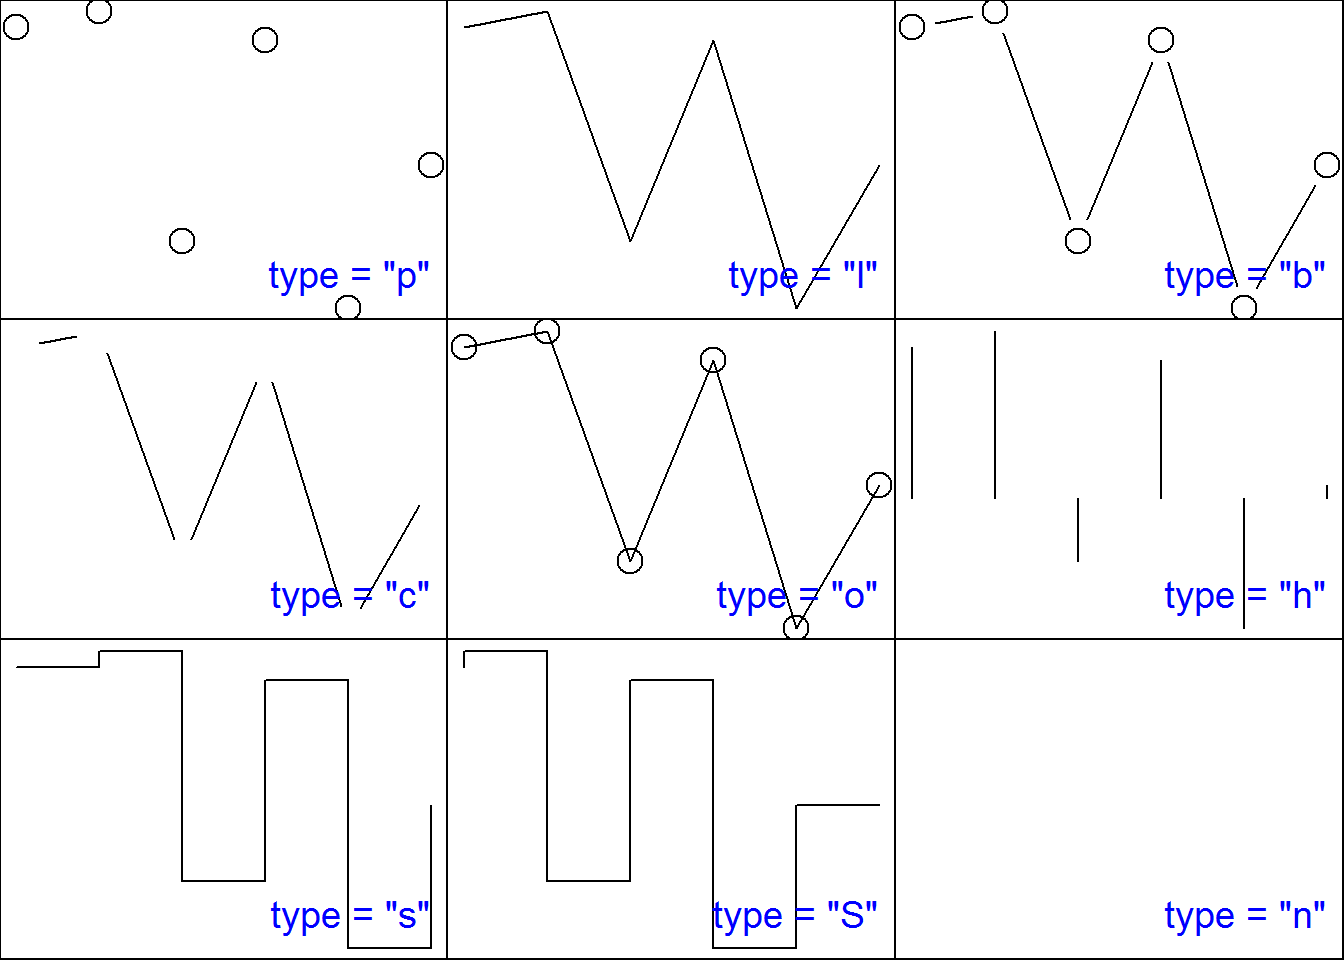 type = "p"
type = "l"
type = "b"
type = "c"
type = "o"
type = "h"
type = "s"
type = "S"
type = "n"